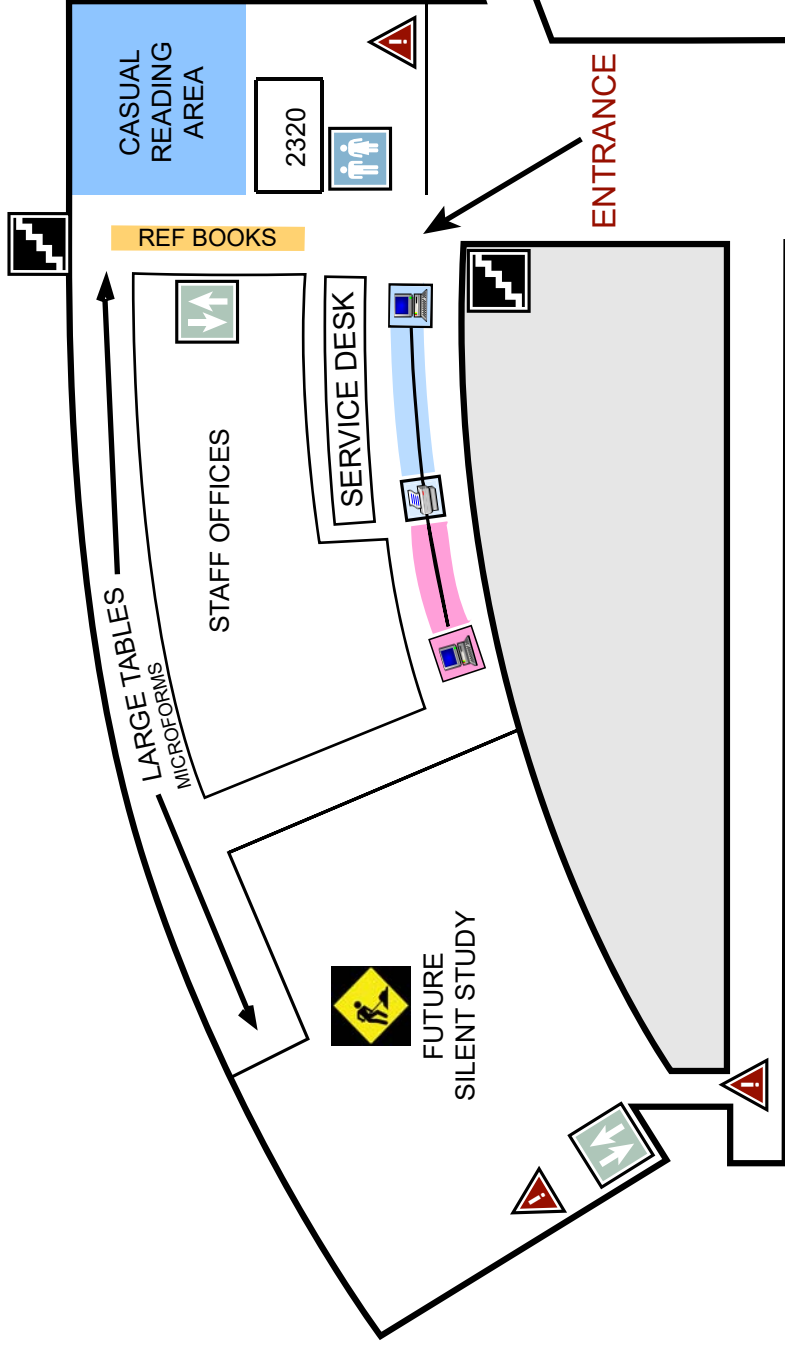 CASUAL
READING
AREA
2320
REF BOOKS
ENTRANCE
SERVICE DESK
STAFF OFFICES
LARGE TABLES
MICROFORMS
FUTURE
SILENT STUDY
i
i
i